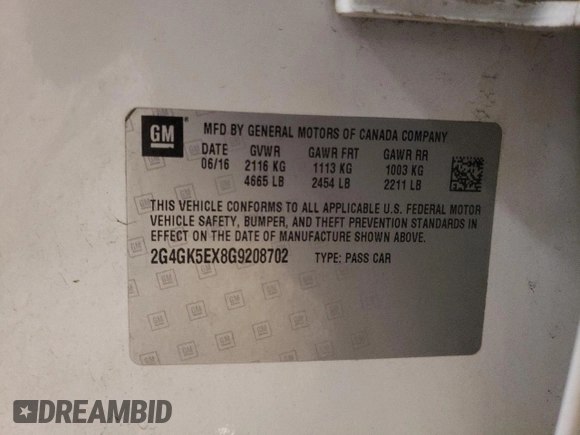 GM
MFD BY GENERAL MOTORS OF CANADA COMPANY
DATE GVWR GAWR FRT GAWR RR
06/16 2116 KG 1113 KG 1003 KG
4665 LB 2454 LB 2211 LB
THIS VEHICLE CONFORMS TO ALL APPLICABLE U.S. FEDERAL MOTOR
VEHICLE SAFETY, BUMPER, AND THEFT PREVENTION STANDARDS IN
EFFECT ON THE DATE OF MANUFACTURE SHOWN ABOVE.
2G4GK5EX8G9208702 TYPE: PASS CAR
DREAMBID